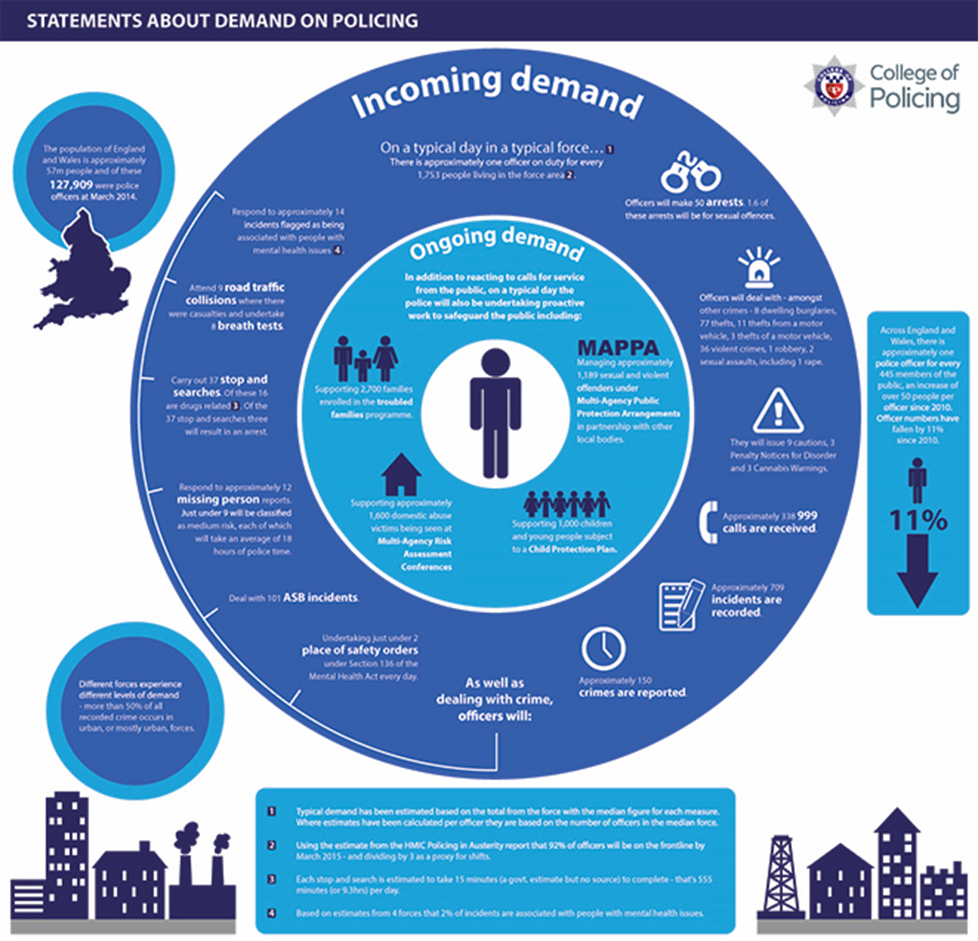 STATEMENTS ABOUT DEMAND ON POLICING
College of
Policing
The population of England
and Wales is approximately
57m people and of these
127,909 were police
officers at March 2014.
Incoming demand
On a typical day in a typical force... 1
There is approximately one officer on duty for every
1,753 people living in the force area 2.
Officers will make 50 arrests. 1.6 of
these arrests will be for sexual offences.
Officers will deal with - amongst
other crimes - 8 dwelling burglaries,
77 thefts, 11 thefts from a motor
vehicle, 3 thefts of a motor vehicle,
36 violent crimes, 1 robbery, 2
sexual assaults, including 1 rape.
They will issue 9 cautions, 3
Penalty Notices for Disorder
and 3 Cannabis Warnings.
Approximately 338 999
calls are received.
Approximately 709
incidents are
recorded.
Approximately 150
crimes are reported.
As well as
dealing with crime,
officers will:
Respond to approximately 14
incidents flagged as being
associated with people with
mental health issues 4.
Attend 9 road traffic
collisions where there
were casualties and undertake
8 breath tests.
Carry out 37 stop and
searches. Of these 16
are drugs related 3. Of the
37 stop and searches three
will result in an arrest.
Respond to approximately 12
missing person reports.
Just under 9 will be classified
as medium risk, each of which
will take an average of 18
hours of police time.
Deal with 101 ASB incidents.
Undertaking just under 2
place of safety orders
under Section 136 of the
Mental Health Act every day.
Ongoing demand
In addition to reacting to calls for service
from the public, on a typical day the
police will also be undertaking proactive
work to safeguard the public including:
Supporting 2,700 families
enrolled in the troubled
families programme.
MAPPA
Managing approximately
1,189 sexual and violent
offenders under
Multi-Agency Public
Protection Arrangements
in partnership with other
local bodies.
Supporting approximately
1,600 domestic abuse
victims being seen at
Multi-Agency Risk
Assessment
Conferences
Supporting 1,000 children
and young people subject
to a Child Protection Plan.
Across England and
Wales, there is
approximately one
police officer for every
445 members of the
public, an increase of
over 50 people per
officer since 2010.
Officer numbers have
fallen by 11%
since 2010.
11%
Different forces experience
different levels of demand
- more than 50% of all
recorded crime occurs in
urban, or mostly urban, forces.
1 Typical demand has been estimated based on the total from the force with the median figure for each measure.
Where estimates have been calculated per officer they are based on the number of officers in the median force.
2 Using the estimate from the HMIC Policing in Austerity report that 92% of officers will be on the frontline by
March 2015 - and dividing by 3 as a proxy for shifts.
3 Each stop and search is estimated to take 15 minutes (a govt. estimate but no source) to complete - that's 555
minutes (or 9.3hrs) per day.
4 Based on estimates from 4 forces that 2% of incidents are associated with people with mental health issues.